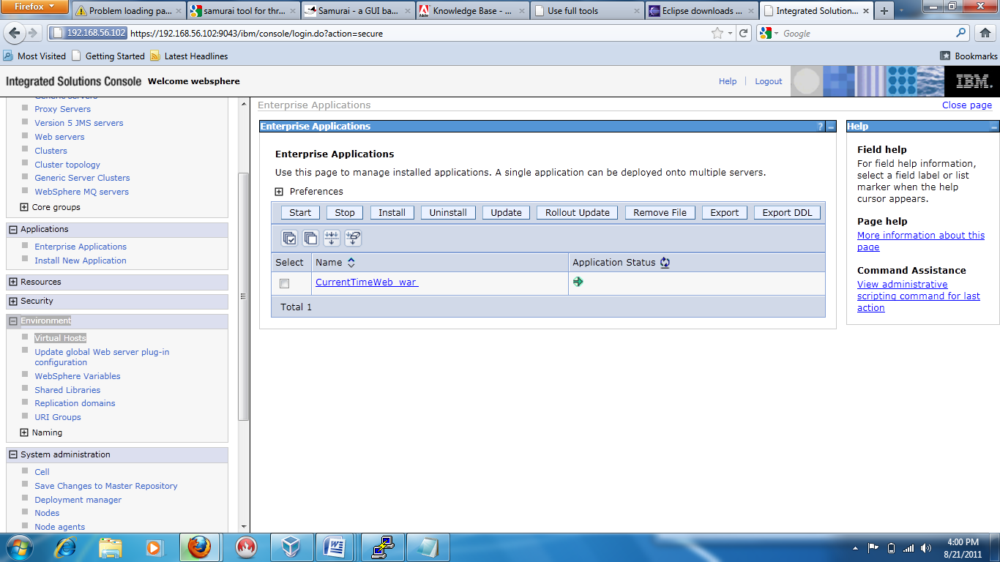 Firefox
Problem loading pa...
samurai tool for thr...
Samurai - a GUI ba...
Knowledge Base - ...
Use full tools
Eclipse downloads ...
Integrated Solution...
192.168.56.102 https://192.168.56.102:9043/ibm/console/login.do?action=secure
Google
Most Visited
Getting Started
Latest Headlines
Bookmarks
Integrated Solutions Console Welcome websphere
Help | Logout
IBM.
Generic servers
Proxy Servers
Version 5 JMS servers
Web servers
Clusters
Cluster topology
Generic Server Clusters
WebSphere MQ servers
Core groups
Applications
Enterprise Applications
Install New Application
Resources
Security
Environment
Virtual Hosts
Update global Web server plug-in
configuration
WebSphere Variables
Shared Libraries
Replication domains
URI Groups
Naming
System administration
Cell
Save Changes to Master Repository
Deployment manager
Nodes
Node agents
Enterprise Applications
Close page
Enterprise Applications
?
Enterprise Applications
Use this page to manage installed applications. A single application can be deployed onto multiple servers.
Preferences
Start Stop Install Uninstall Update Rollout Update Remove File Export Export DDL
Select Name Application Status
CurrentTimeWeb_war
Total 1
Help
Field help
For field help information,
select a field label or list
marker when the help
cursor appears.
Page help
More information about this
page
Command Assistance
View administrative
scripting command for last
action
4:00 PM
8/21/2011